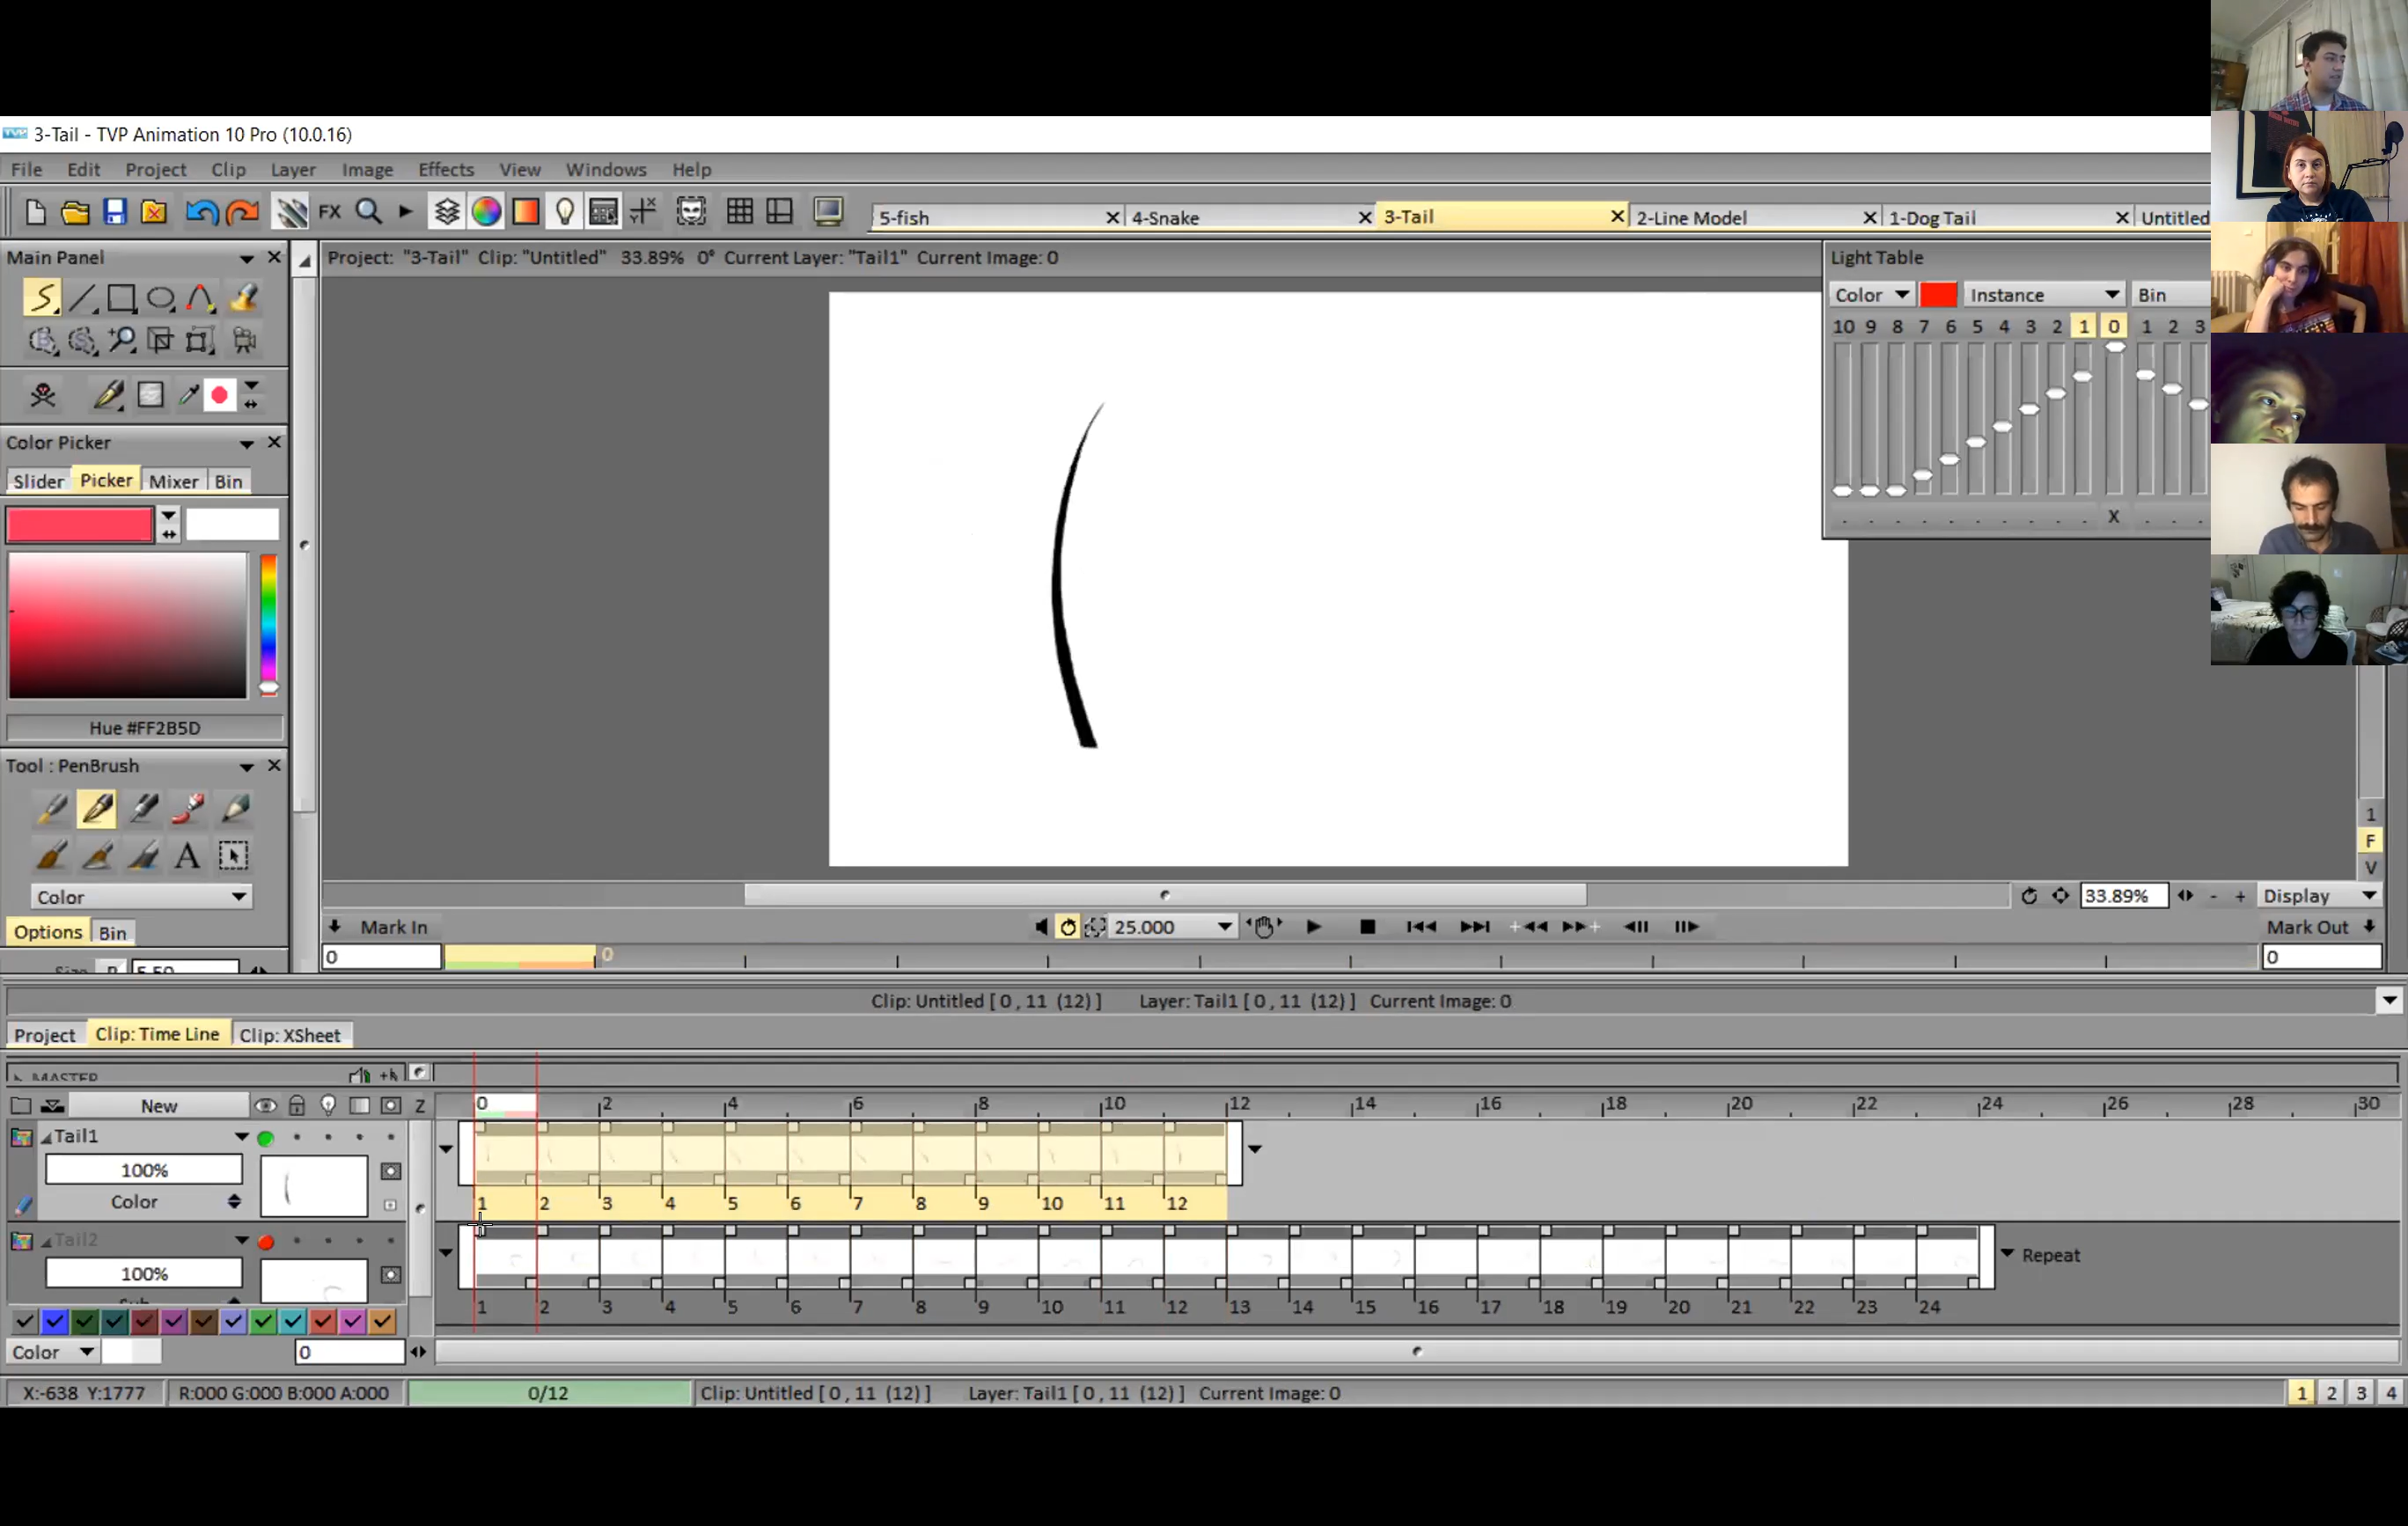 3-Tail - TVP Animation 10 Pro (10.0.16)
File Edit Project Clip Layer Image Effects View Windows Help
FX
5-fish 4-Snake 3-Tail 2-Line Model 1-Dog Tail Untitled
Main Panel
Project: "3-Tail" Clip: "Untitled" 33.89% 0° Current Layer: "Tail1" Current Image: 0
Light Table
Color Instance Bin
10 9 8 7 6 5 4 3 2 1 0 1 2 3
X
Color Picker
Slider Picker Mixer Bin
Hue #FF2B5D
Tool : PenBrush
A
Color
Options Bin
Size P 5.50
1
F
V
33.89% - + Display
Mark In 25.000 Mark Out
0 0 0
Clip: Untitled [ 0 , 11 (12) ] Layer: Tail1 [ 0 , 11 (12) ] Current Image: 0
Project Clip: Time Line Clip: XSheet
MASTER
New Z 0 2 4 6 8 10 12 14 16 18 20 22 24 26 28 30
Tail1
100%
Color 1 2 3 4 5 6 7 8 9 10 11 12
Tail2
Repeat
100%
1 2 3 4 5 6 7 8 9 10 11 12 13 14 15 16 17 18 19 20 21 22 23 24
Color 0
X:-638 Y:1777 R:000 G:000 B:000 A:000 0/12 Clip: Untitled [ 0 , 11 (12) ] Layer: Tail1 [ 0 , 11 (12) ] Current Image: 0 1 2 3 4